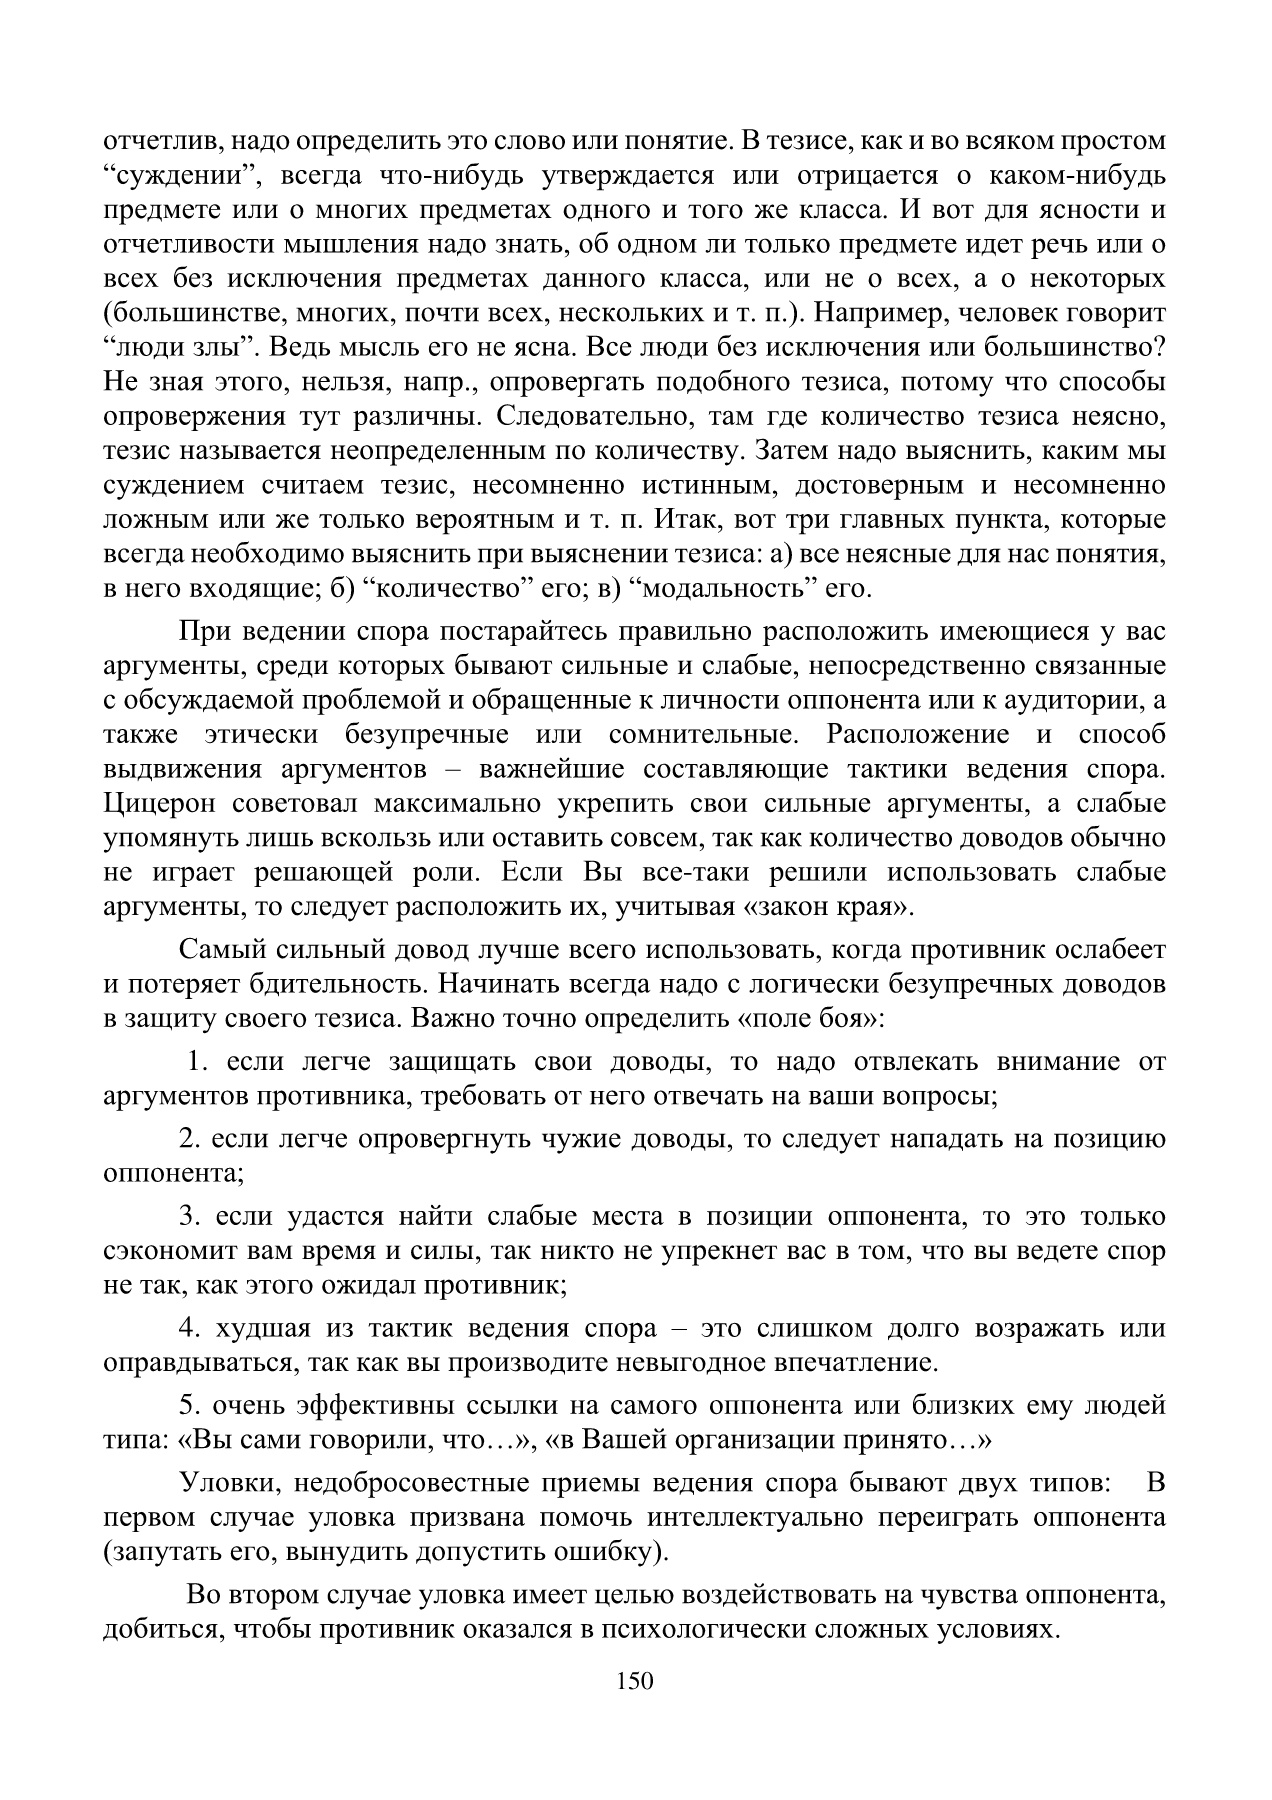 отчетлив, надо определить это слово или понятие. В тезисе, как и во всяком простом
“суждении”, всегда что-нибудь утверждается или отрицается о каком-нибудь
предмете или о многих предметах одного и того же класса. И вот для ясности и
отчетливости мышления надо знать, об одном ли только предмете идет речь или о
всех без исключения предметах данного класса, или не о всех, а о некоторых
(большинстве, многих, почти всех, нескольких и т. п.). Например, человек говорит
“люди злы”. Ведь мысль его не ясна. Все люди без исключения или большинство?
Не зная этого, нельзя, напр., опровергать подобного тезиса, потому что способы
опровержения тут различны. Следовательно, там где количество тезиса неясно,
тезис называется неопределенным по количеству. Затем надо выяснить, каким мы
суждением считаем тезис, несомненно истинным, достоверным и несомненно
ложным или же только вероятным и т. п. Итак, вот три главных пункта, которые
всегда необходимо выяснить при выяснении тезиса: а) все неясные для нас понятия,
в него входящие; б) “количество” его; в) “модальность” его.
При ведении спора постарайтесь правильно расположить имеющиеся у вас
аргументы, среди которых бывают сильные и слабые, непосредственно связанные
с обсуждаемой проблемой и обращенные к личности оппонента или к аудитории, а
также этически безупречные или сомнительные. Расположение и способ
выдвижения аргументов – важнейшие составляющие тактики ведения спора.
Цицерон советовал максимально укрепить свои сильные аргументы, а слабые
упомянуть лишь вскользь или оставить совсем, так как количество доводов обычно
не играет решающей роли. Если Вы все-таки решили использовать слабые
аргументы, то следует расположить их, учитывая «закон края».
Самый сильный довод лучше всего использовать, когда противник ослабеет
и потеряет бдительность. Начинать всегда надо с логически безупречных доводов
в защиту своего тезиса. Важно точно определить «поле боя»:
1. если легче защищать свои доводы, то надо отвлекать внимание от
аргументов противника, требовать от него отвечать на ваши вопросы;
2. если легче опровергнуть чужие доводы, то следует нападать на позицию
оппонента;
3. если удастся найти слабые места в позиции оппонента, то это только
сэкономит вам время и силы, так никто не упрекнет вас в том, что вы ведете спор
не так, как этого ожидал противник;
4. худшая из тактик ведения спора – это слишком долго возражать или
оправдываться, так как вы производите невыгодное впечатление.
5. очень эффективны ссылки на самого оппонента или близких ему людей
типа: «Вы сами говорили, что…», «в Вашей организации принято…»
Уловки, недобросовестные приемы ведения спора бывают двух типов: В
первом случае уловка призвана помочь интеллектуально переиграть оппонента
(запутать его, вынудить допустить ошибку).
Во втором случае уловка имеет целью воздействовать на чувства оппонента,
добиться, чтобы противник оказался в психологически сложных условиях.
150